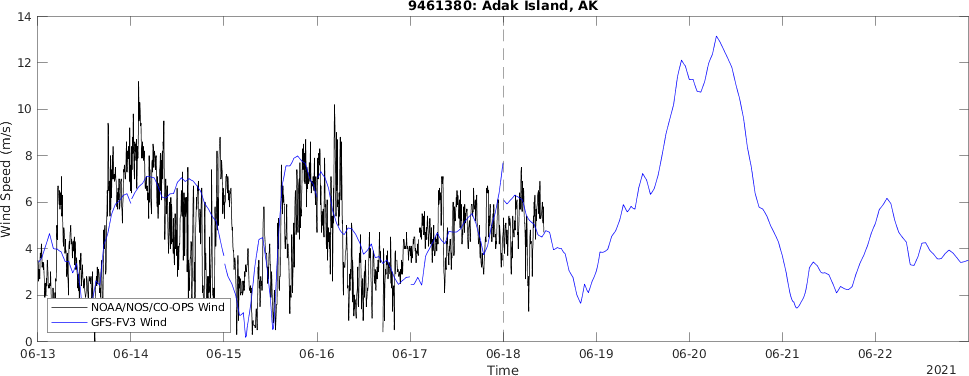 9461380: Adak Island, AK
Wind Speed (m/s)
14
12
10
8
6
4
2
0
NOAA/NOS/CO-OPS Wind
GFS-FV3 Wind
06-13 06-14 06-15 06-16 06-17 06-18 06-19 06-20 06-21 06-22
Time
2021